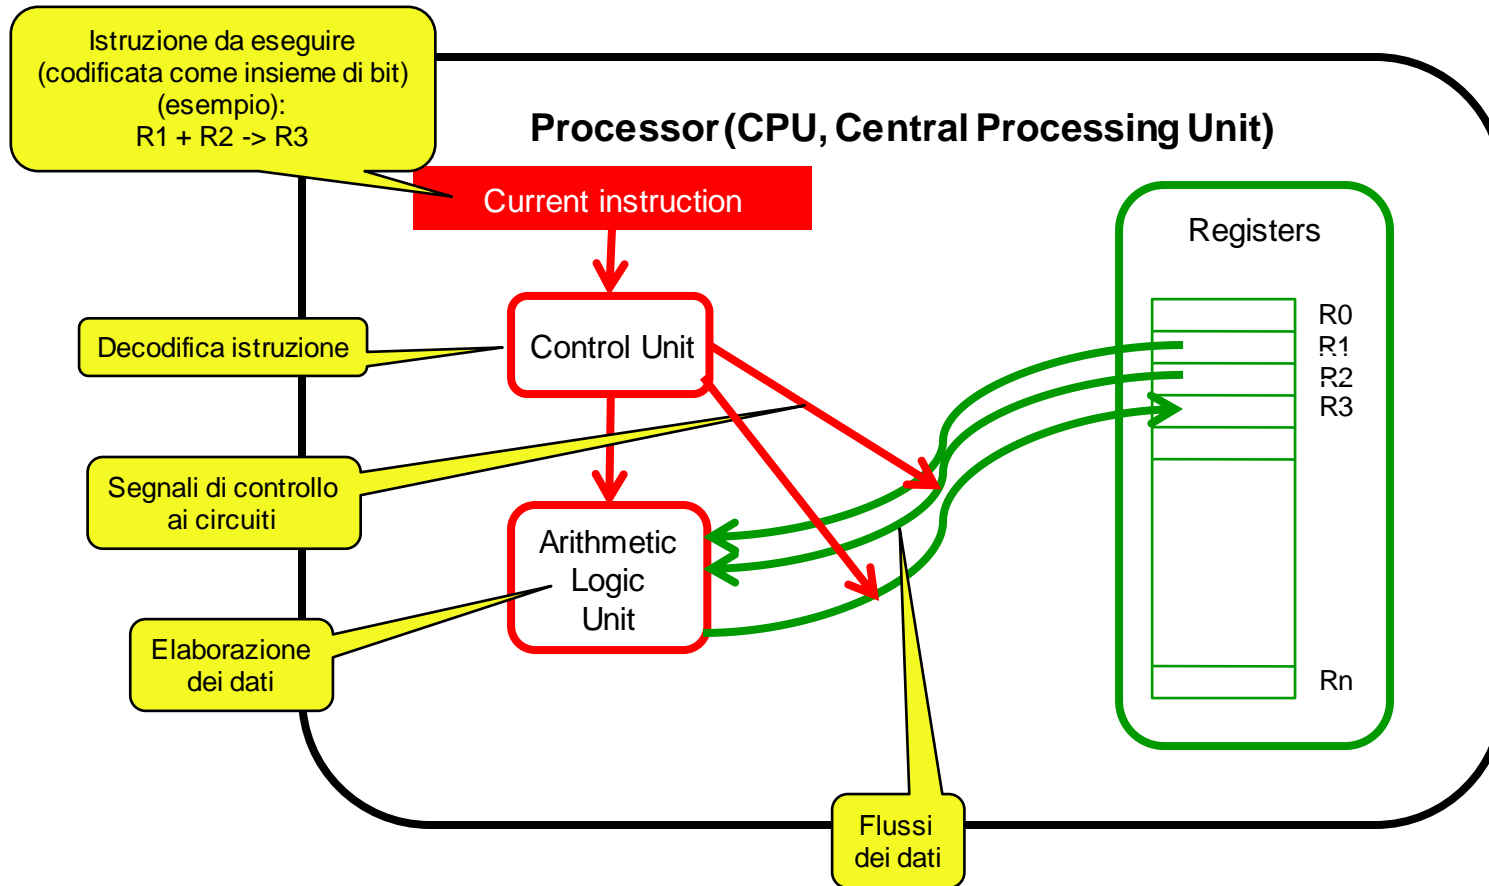 Istruzione da eseguire
(codificata come insieme di bit)
(esempio):
R1 + R2 -> R3
Processor (CPU, Central Processing Unit)
Current instruction
Registers
R0
R1
R2
R3
Rn
Decodifica istruzione
Control Unit
Segnali di controllo
ai circuiti
Arithmetic
Logic
Unit
Elaborazione
dei dati
Flussi
dei dati